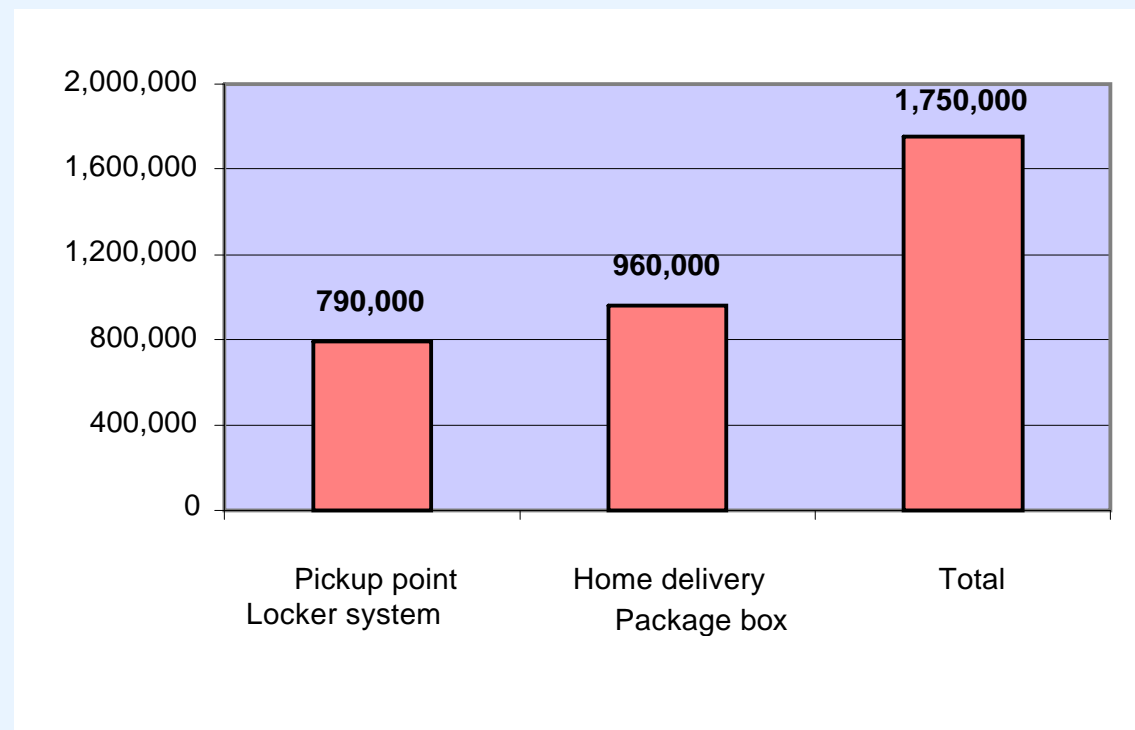 2,000,000
1,600,000
1,200,000
800,000
400,000
0
790,000
960,000
1,750,000
Pickup point
Locker system
Home delivery
Package box
Total